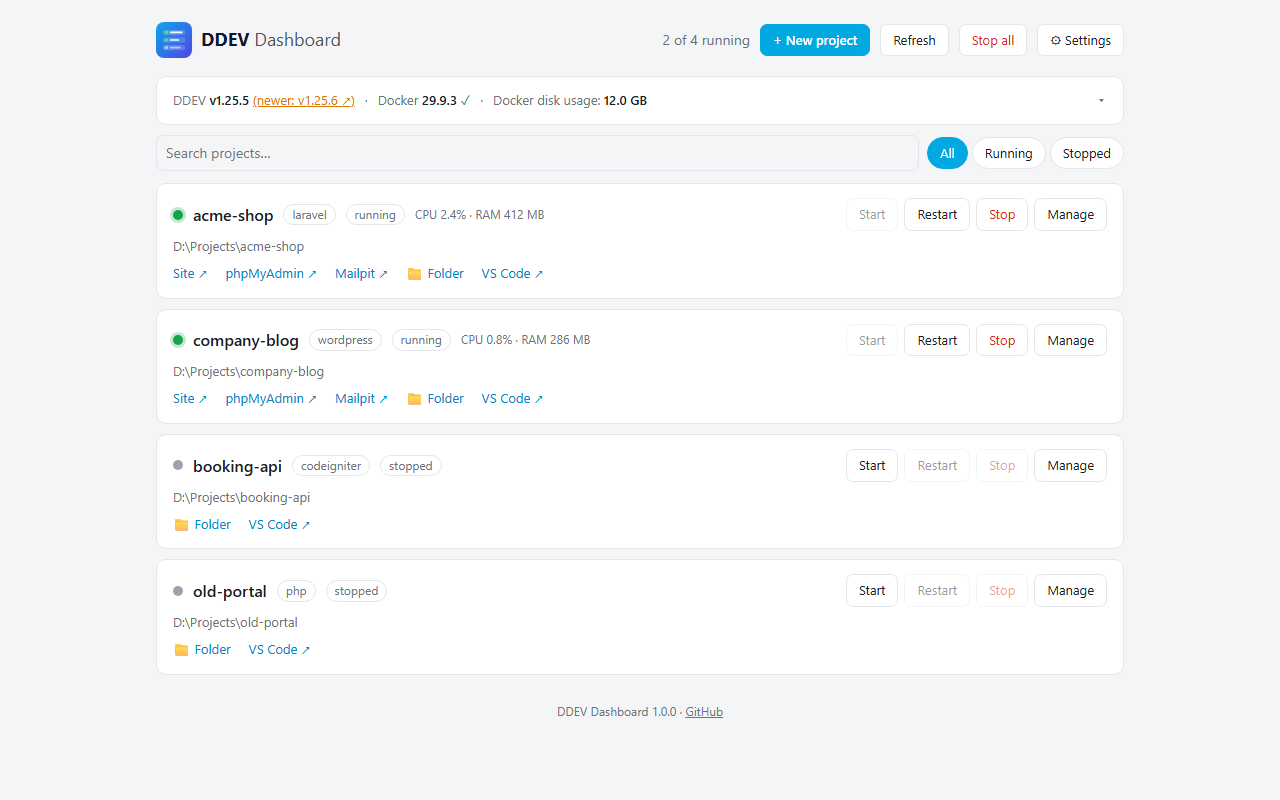 DDEV Dashboard 2 of 4 running + New project Refresh Stop all ⚙ Settings
DDEV v1.25.5 (newer: v1.25.6 ↗) · Docker 29.9.3 ✓ · Docker disk usage: 12.0 GB ▾
Search projects... All Running Stopped
acme-shop laravel running CPU 2.4% · RAM 412 MB Start Restart Stop Manage
D:\Projects\acme-shop
Site ↗ phpMyAdmin ↗ Mailpit ↗ Folder VS Code ↗
company-blog wordpress running CPU 0.8% · RAM 286 MB Start Restart Stop Manage
D:\Projects\company-blog
Site ↗ phpMyAdmin ↗ Mailpit ↗ Folder VS Code ↗
booking-api codeigniter stopped Start Restart Stop Manage
D:\Projects\booking-api
Folder VS Code ↗
old-portal php stopped Start Restart Stop Manage
D:\Projects\old-portal
Folder VS Code ↗
DDEV Dashboard 1.0.0 · GitHub